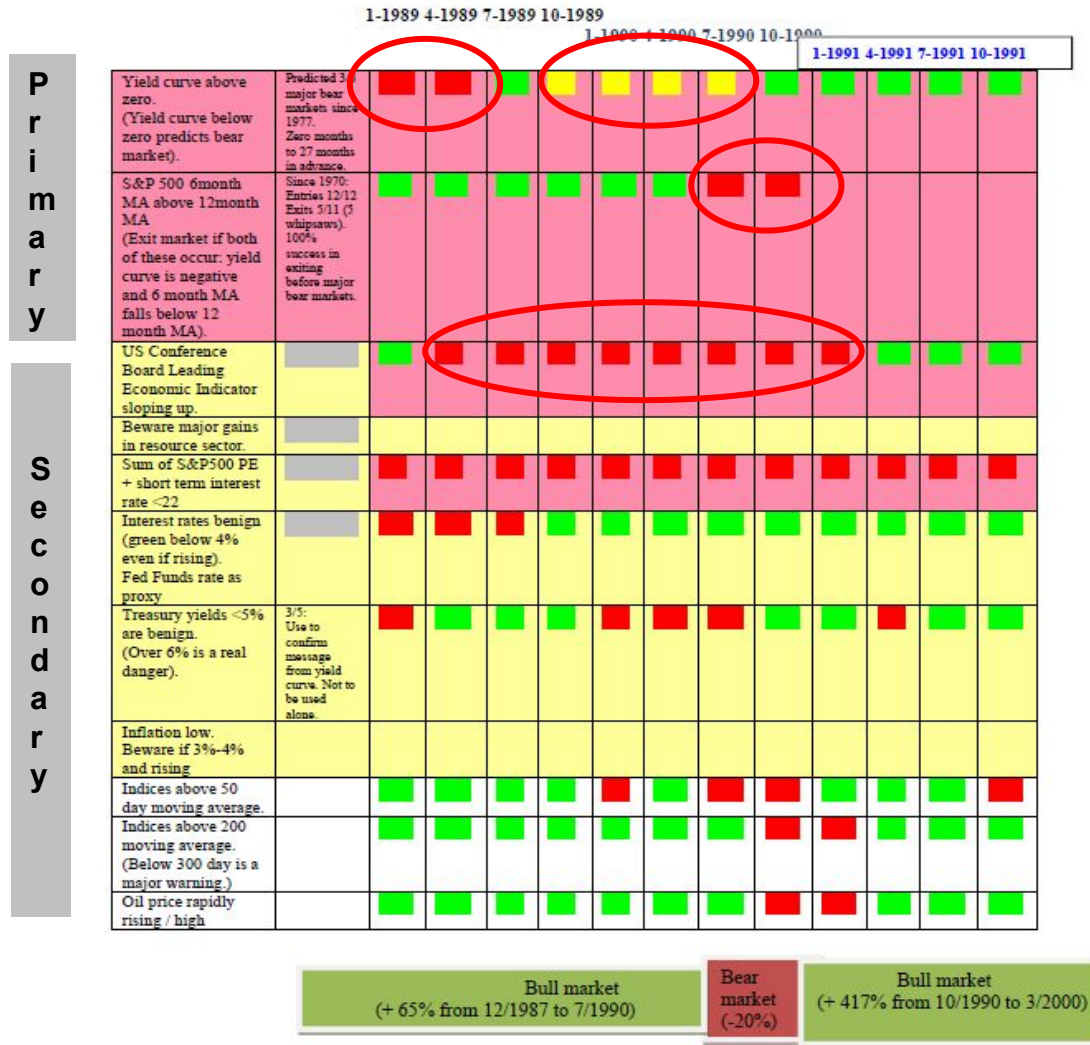 1-1989 4-1989 7-1989 10-1989
1-1990 4-1990 7-1990 10-1990
1-1991 4-1991 7-1991 10-1991
Primary
Yield curve above
zero.
(Yield curve below
zero predicts bear
market).
Predicted 3/5
major bear
markets since
1977.
Zero months
to 27 months
in advance.
S&P 500 6month
MA above 12month
MA
(Exit market if both
of these occur: yield
curve is negative
and 6 month MA
falls below 12
month MA).
Since 1970:
Entries 12/12
Exits 5/11 (5
whipsaws).
100%
success in
exiting
before major
bear markets.
Secondary
US Conference
Board Leading
Economic Indicator
sloping up.
Beware major gains
in resource sector.
Sum of S&P500 PE
+ short term interest
rate <22
Interest rates benign
(green below 4%
even if rising).
Fed Funds rate as
proxy
Treasury yields <5%
are benign.
(Over 6% is a real
danger).
3/5:
Use to
confirm
message
from yield
curve. Not to
be used
alone.
Inflation low.
Beware if 3%-4%
and rising
Indices above 50
day moving average.
Indices above 200
moving average.
(Below 300 day is a
major warning.)
Oil price rapidly
rising / high
Bull market
(+ 65% from 12/1987 to 7/1990)
Bear
market
(-20%)
Bull market
(+ 417% from 10/1990 to 3/2000)